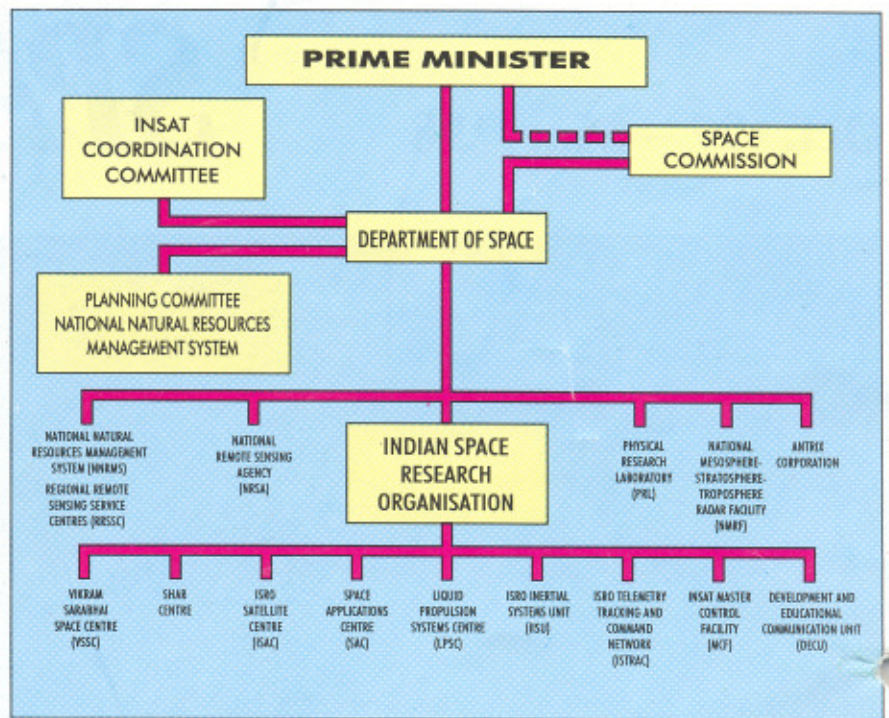 PRIME MINISTER
INSAT
COORDINATION
COMMITTEE
SPACE
COMMISSION
DEPARTMENT OF SPACE
PLANNING COMMITTEE
NATIONAL NATURAL RESOURCES
MANAGEMENT SYSTEM
NATIONAL NATURAL
RESOURCES MANAGEMENT
SYSTEM (NNRMS)
REGIONAL REMOTE
SENSING SERVICE
CENTRES (RRSSC)
NATIONAL
REMOTE SENSING
AGENCY
(NRSA)
INDIAN SPACE
RESEARCH
ORGANISATION
PHYSICAL
RESEARCH
LABORATORY
(PRL)
NATIONAL
MESOSPHERE-
STRATOSPHERE-
TROPOSPHERE
RADAR FACILITY
(NMRF)
ANTRIX
CORPORATION
VIKRAM
SARABHAI
SPACE CENTRE
(VSSC)
SHAR
CENTRE
ISRO
SATELLITE
CENTRE
(ISAC)
SPACE
APPLICATIONS
CENTRE
(SAC)
LIQUID
PROPULSION
SYSTEMS CENTRE
(LPSC)
ISRO INERTIAL
SYSTEMS UNIT
(IISU)
ISRO TELEMETRY
TRACKING AND
COMMAND
NETWORK
(ISTRAC)
INSAT MASTER
CONTROL
FACILITY
(MCF)
DEVELOPMENT AND
EDUCATIONAL
COMMUNICATION UNIT
(DECU)